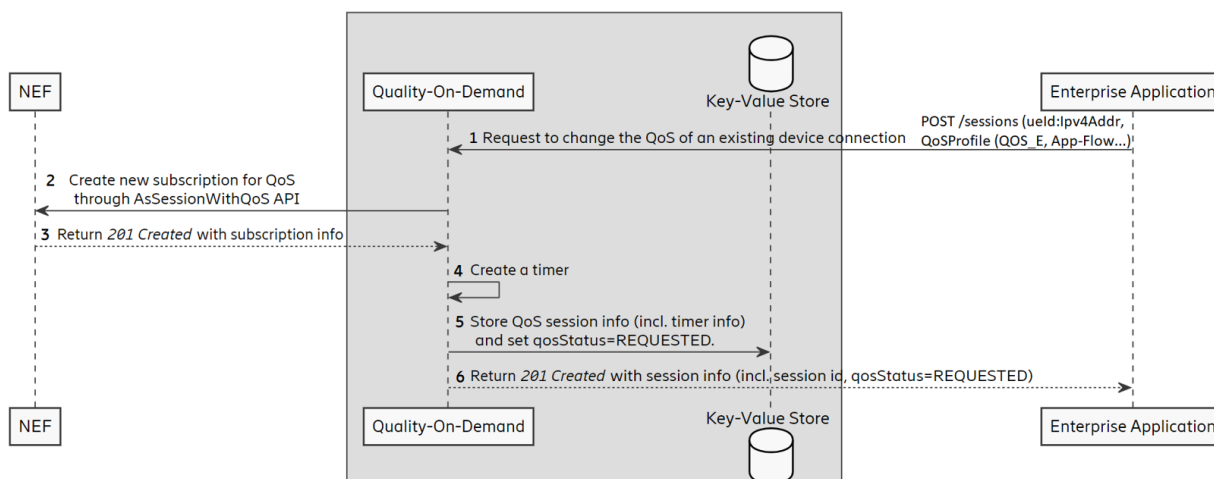 NEF
Quality-On-Demand
Key-Value Store
Enterprise Application
POST /sessions (ueId:Ipv4Addr,
QoSProfile (QOS_E, App-Flow...)
1 Request to change the QoS of an existing device connection
2 Create new subscription for QoS
through AsSessionWithQoS API
3 Return 201 Created with subscription info
4 Create a timer
5 Store QoS session info (incl. timer info)
and set qosStatus=REQUESTED.
6 Return 201 Created with session info (incl. session id, qosStatus=REQUESTED)
NEF
Quality-On-Demand
Key-Value Store
Enterprise Application